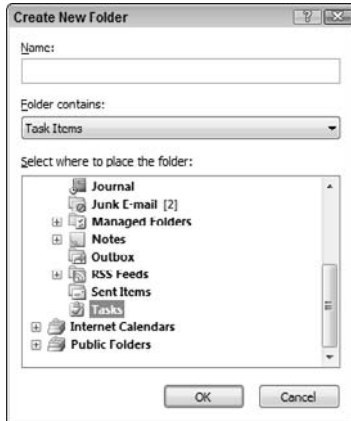 Create New Folder
Name:
Folder contains:
Task Items
Select where to place the folder:
Journal
Junk E-mail [2]
Managed Folders
Notes
Outbox
RSS Feeds
Sent Items
Tasks
Internet Calendars
Public Folders
OK
Cancel